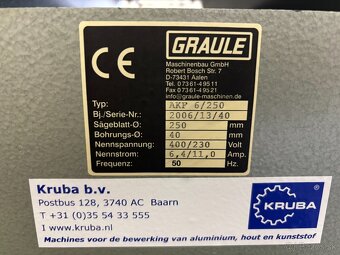 GRAULE
CE
Maschinenbau GmbH
Robert Bosch Str. 7
D-73431 Aalen
Tel. 07361-49511
Fax 07361-49521
info@graule-maschinen.de
Typ: AKP 6/250
Bj./Serie-Nr.: 2006/13/40
Sägeblatt-Ø: 250 mm
Bohrungs-Ø: 40 mm
Nennspannung: 400/230 Volt
Nennstrom: 6,4/11,0 Amp.
Frequenz: 50 Hz.
Kruba b.v.
Postbus 128, 3740 AC Baarn
T +31 (0)35 54 33 555
I www.kruba.nl
KRUBA
Machines voor de bewerking van aluminium, hout en kunststof